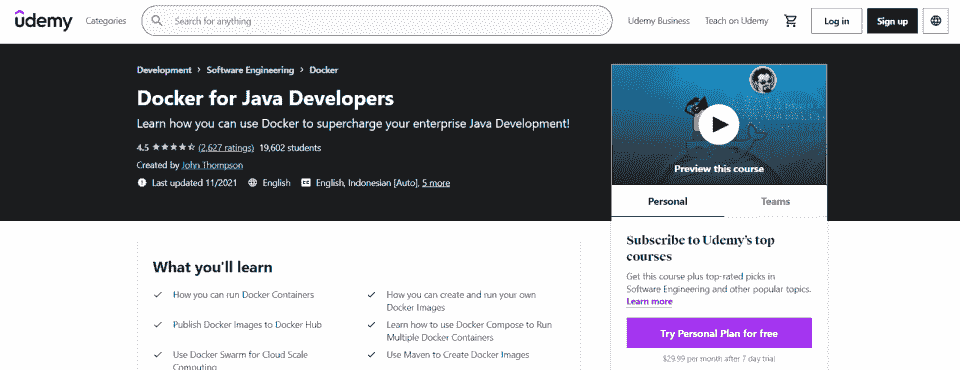 udemy
Categories
Search for anything
Udemy Business
Teach on Udemy
Log in
Sign up
Development > Software Engineering > Docker
Docker for Java Developers
Learn how you can use Docker to supercharge your enterprise Java Development!
4.5 (2,627 ratings) 19,602 students
Created by John Thompson
Last updated 11/2021 English English, Indonesian [Auto], 5 more
Preview this course
Personal
Teams
Subscribe to Udemy's top
courses
Get this course plus top-rated picks in
Software Engineering and other popular topics.
Learn more
Try Personal Plan for free
$29.99 per month after 7 day trial
What you'll learn
How you can run Docker Containers
How you can create and run your own
Docker Images
Publish Docker Images to Docker Hub
Learn how to use Docker Compose to Run
Multiple Docker Containers
Use Docker Swarm for Cloud Scale
Computing
Use Maven to Create Docker Images